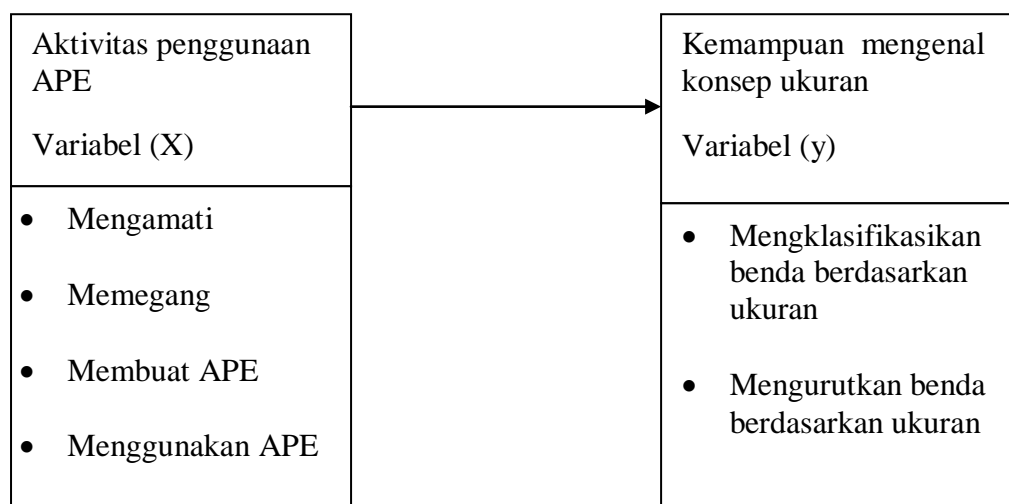 Aktivitas penggunaan
APE
Variabel (X)
• Mengamati
• Memegang
• Membuat APE
• Menggunakan APE
Kemampuan mengenal
konsep ukuran
Variabel (y)
• Mengklasifikasikan
benda berdasarkan
ukuran
• Mengurutkan benda
berdasarkan ukuran